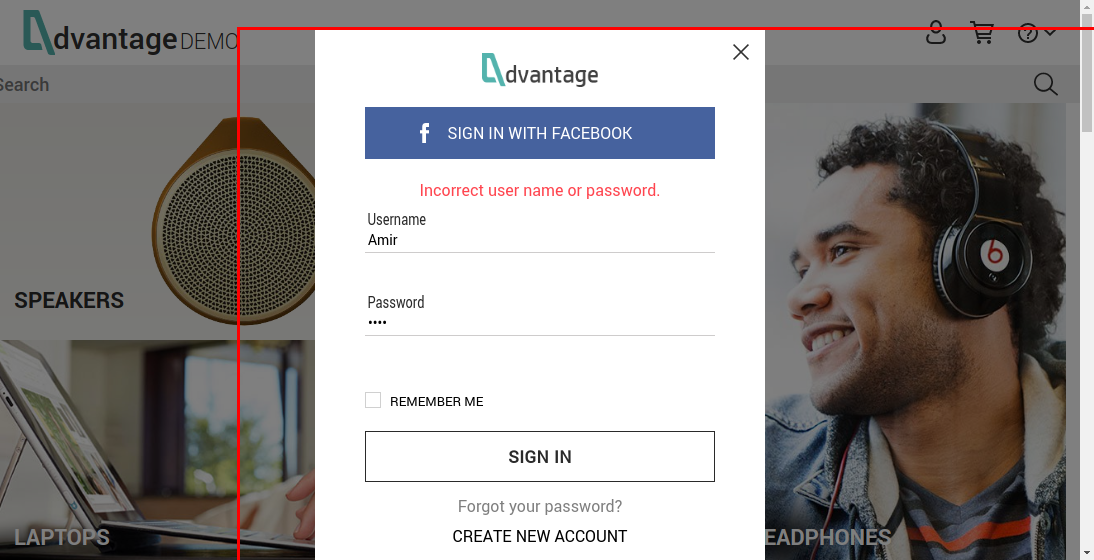 dvantage DEMO
Search
dvantage
f SIGN IN WITH FACEBOOK
Incorrect user name or password.
Username
Amir
Password
••••
SPEAKERS
REMEMBER ME
SIGN IN
Forgot your password?
CREATE NEW ACCOUNT
LAPTOPS
EADPHONES